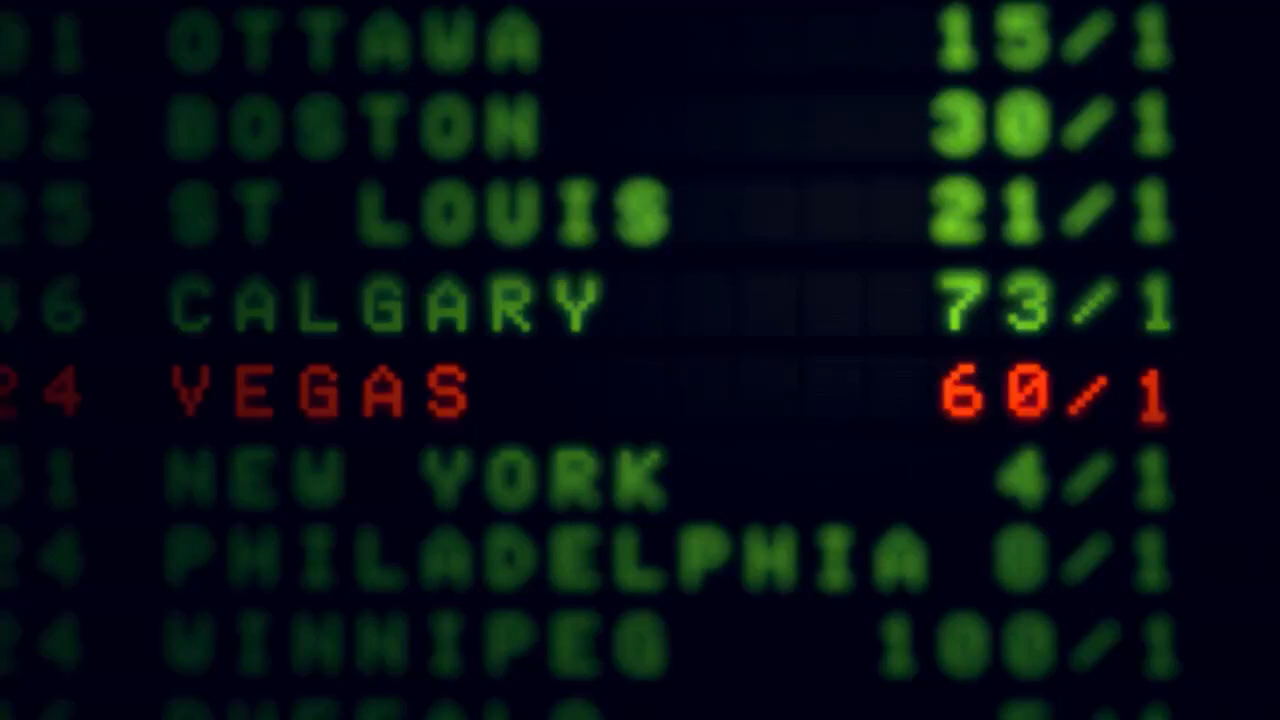 OTTAWA 15/1
BOSTON 30/1
ST LOUIS 21/1
CALGARY 73/1
VEGAS 60/1
NEW YORK 4/1
PHILADELPHIA 8/1
WINNIPEG 100/1